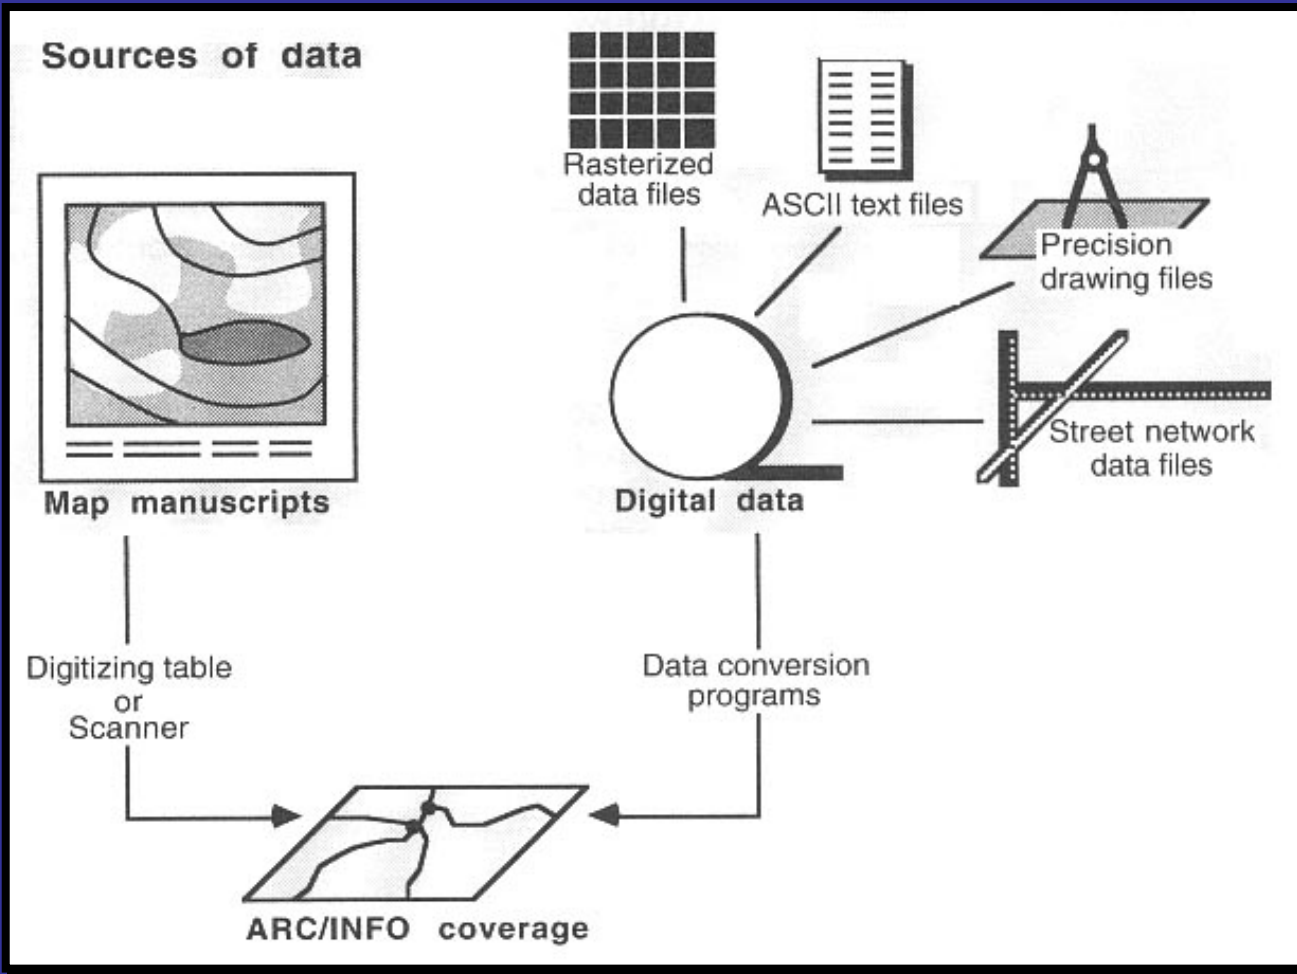 Sources of data
Rasterized
data files
ASCII text files
Precision
drawing files
Street network
data files
Map manuscripts
Digital data
Digitizing table
or
Scanner
Data conversion
programs
ARC/INFO coverage